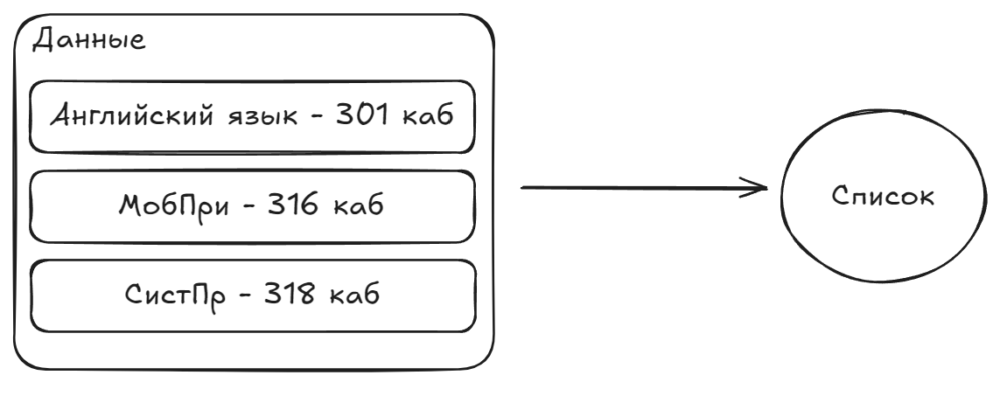 Данные
Английский язык - 301 каб
МобПри - 316 каб
СистПр - 318 каб
Список